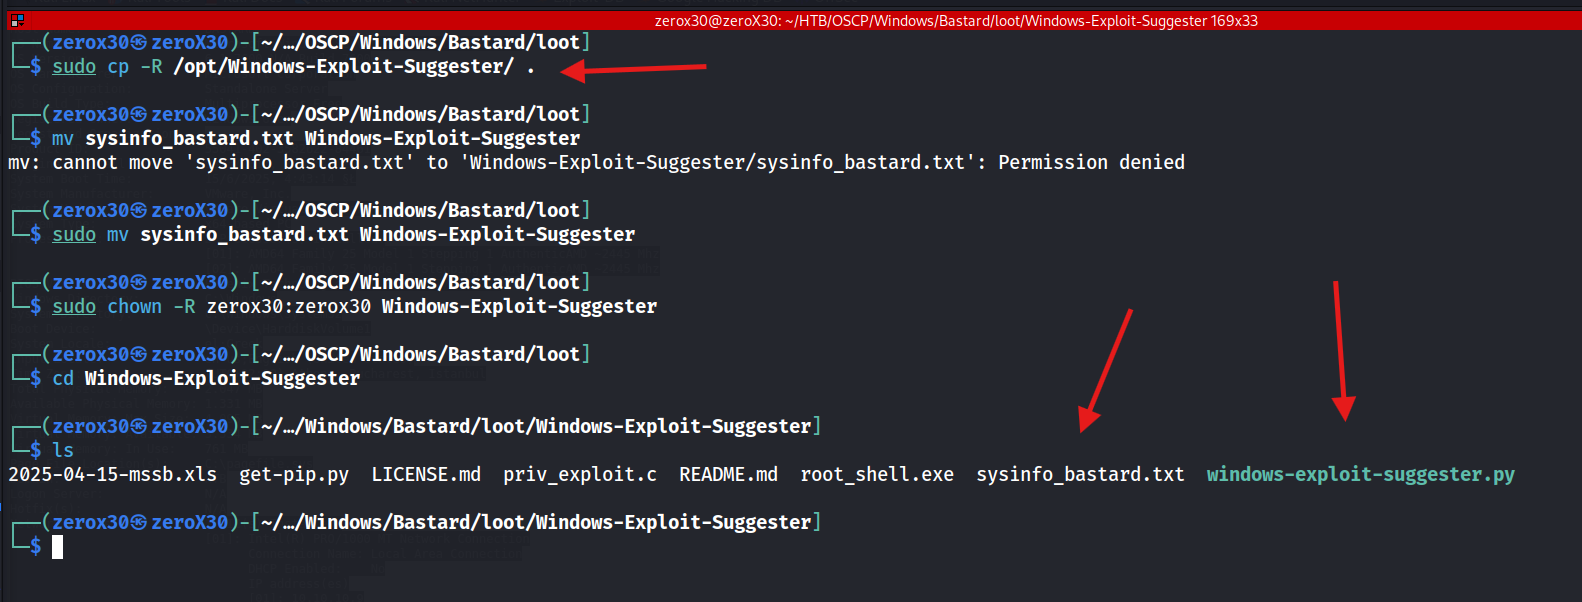 zerox30@zeroX30: ~/HTB/OSCP/Windows/Bastard/loot/Windows-Exploit-Suggester 169x33
┌──(zerox30㉿zeroX30)-[~/…/OSCP/Windows/Bastard/loot]
└─$ sudo cp -R /opt/Windows-Exploit-Suggester/ .
┌──(zerox30㉿zeroX30)-[~/…/OSCP/Windows/Bastard/loot]
└─$ mv sysinfo_bastard.txt Windows-Exploit-Suggester
mv: cannot move 'sysinfo_bastard.txt' to 'Windows-Exploit-Suggester/sysinfo_bastard.txt': Permission denied
┌──(zerox30㉿zeroX30)-[~/…/OSCP/Windows/Bastard/loot]
└─$ sudo mv sysinfo_bastard.txt Windows-Exploit-Suggester
┌──(zerox30㉿zeroX30)-[~/…/OSCP/Windows/Bastard/loot]
└─$ sudo chown -R zerox30:zerox30 Windows-Exploit-Suggester
┌──(zerox30㉿zeroX30)-[~/…/OSCP/Windows/Bastard/loot]
└─$ cd Windows-Exploit-Suggester
┌──(zerox30㉿zeroX30)-[~/…/Windows/Bastard/loot/Windows-Exploit-Suggester]
└─$ ls
2025-04-15-mssb.xls  get-pip.py  LICENSE.md  priv_exploit.c  README.md  root_shell.exe  sysinfo_bastard.txt  windows-exploit-suggester.py
┌──(zerox30㉿zeroX30)-[~/…/Windows/Bastard/loot/Windows-Exploit-Suggester]
└─$